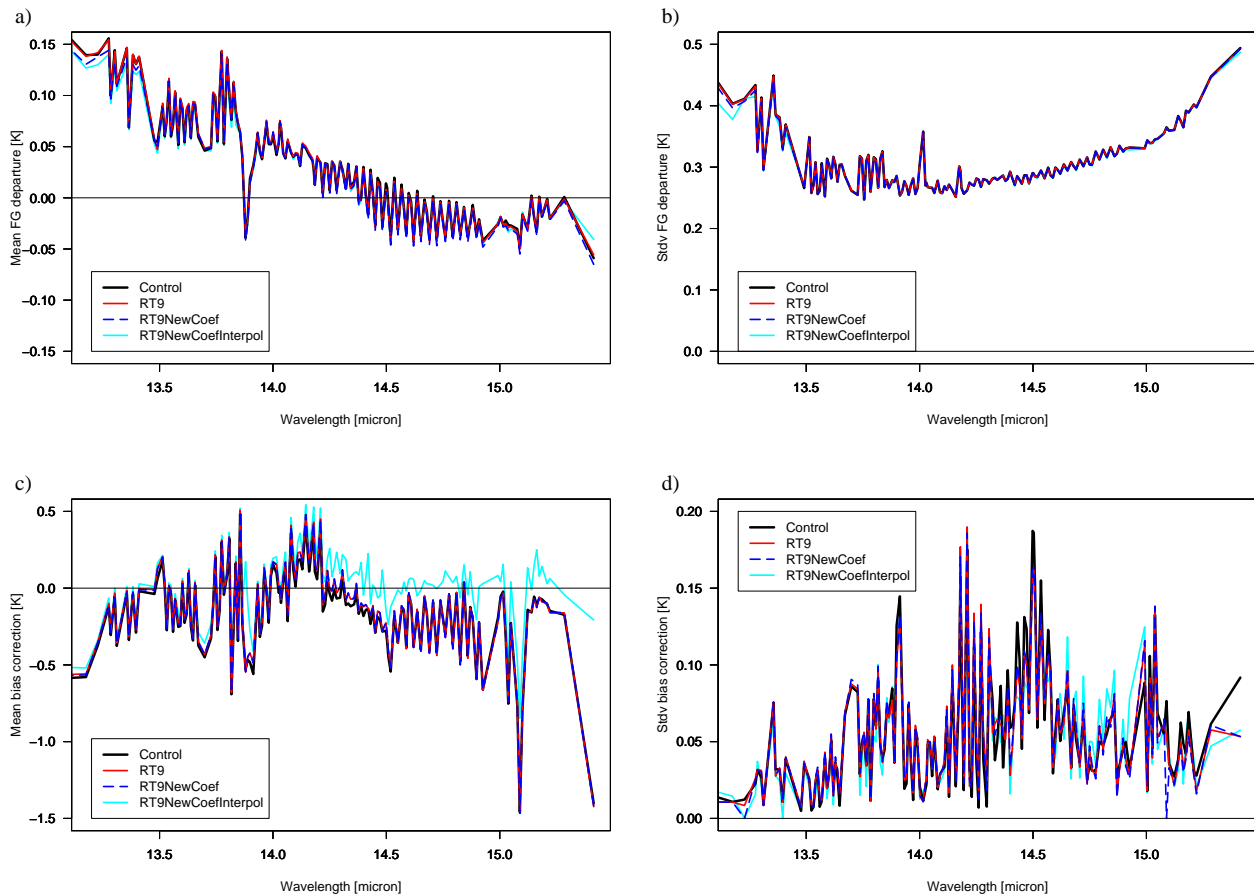 a)
Mean FG departure [K]
0.15
0.10
0.05
0.00
−0.05
−0.10
−0.15
Control
RT9
RT9NewCoef
RT9NewCoefInterpol
13.5
14.0
14.5
15.0
Wavelength [micron]
b)
Stdv FG departure [K]
0.5
0.4
0.3
0.2
0.1
0.0
Control
RT9
RT9NewCoef
RT9NewCoefInterpol
13.5
14.0
14.5
15.0
Wavelength [micron]
c)
Mean bias correction [K]
0.5
0.0
−0.5
−1.0
−1.5
Control
RT9
RT9NewCoef
RT9NewCoefInterpol
13.5
14.0
14.5
15.0
Wavelength [micron]
d)
Stdv bias correction [K]
0.20
0.15
0.10
0.05
0.00
Control
RT9
RT9NewCoef
RT9NewCoefInterpol
13.5
14.0
14.5
15.0
Wavelength [micron]